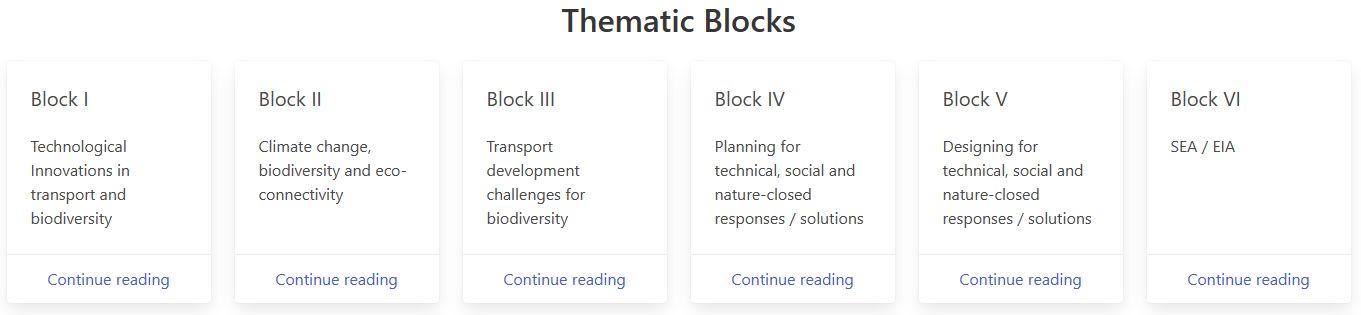 Thematic Blocks
Block I
Technological
Innovations in
transport and
biodiversity
Continue reading
Block II
Climate change,
biodiversity and eco-
connectivity
Continue reading
Block III
Transport
development
challenges for
biodiversity
Continue reading
Block IV
Planning for
technical, social and
nature-closed
responses / solutions
Continue reading
Block V
Designing for
technical, social and
nature-closed
responses / solutions
Continue reading
Block VI
SEA / EIA
Continue reading